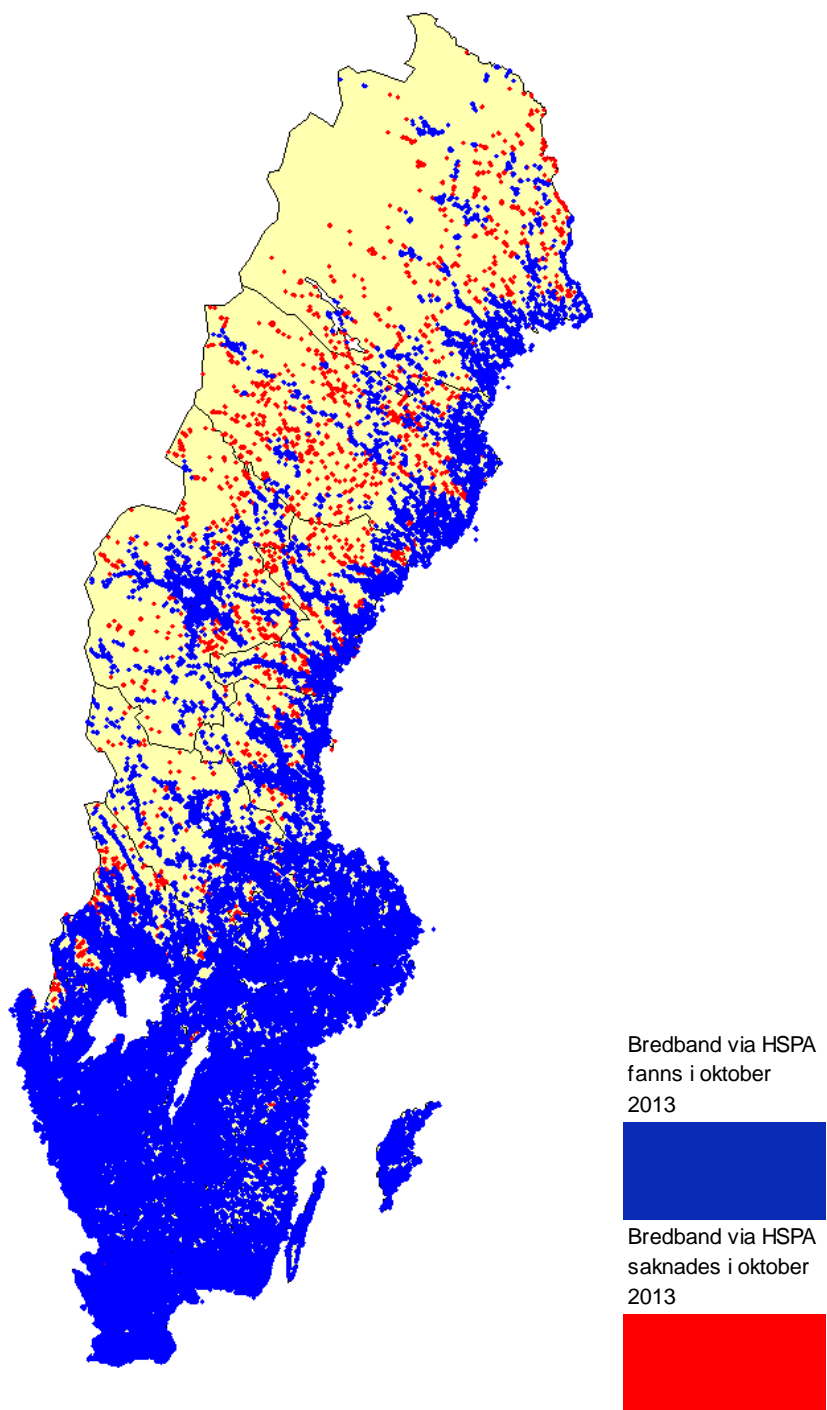 Bredband via HSPA
fanns i oktober
2013
Bredband via HSPA
saknades i oktober
2013